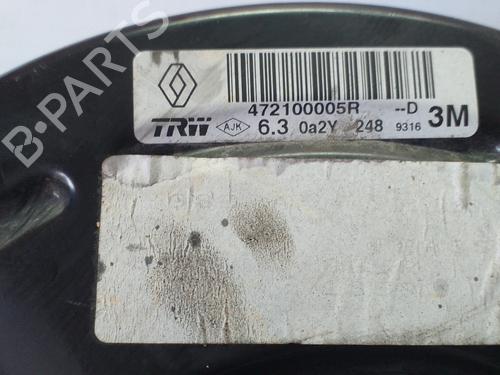 472100005R --D
TRW AJK 6.3 0a2Y 248 9316 3M
B-PARTS